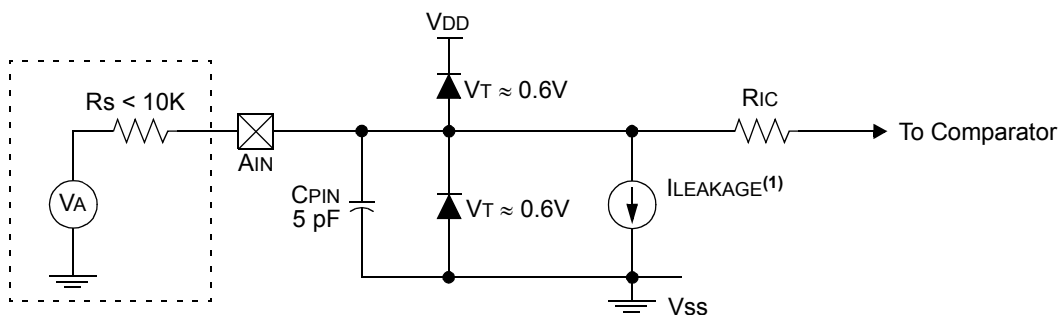 VDD
Rs < 10K
VT ≈ 0.6V
RIC
To Comparator
AIN
VA
CPIN
5 pF
VT ≈ 0.6V
ILEAKAGE(1)
Vss